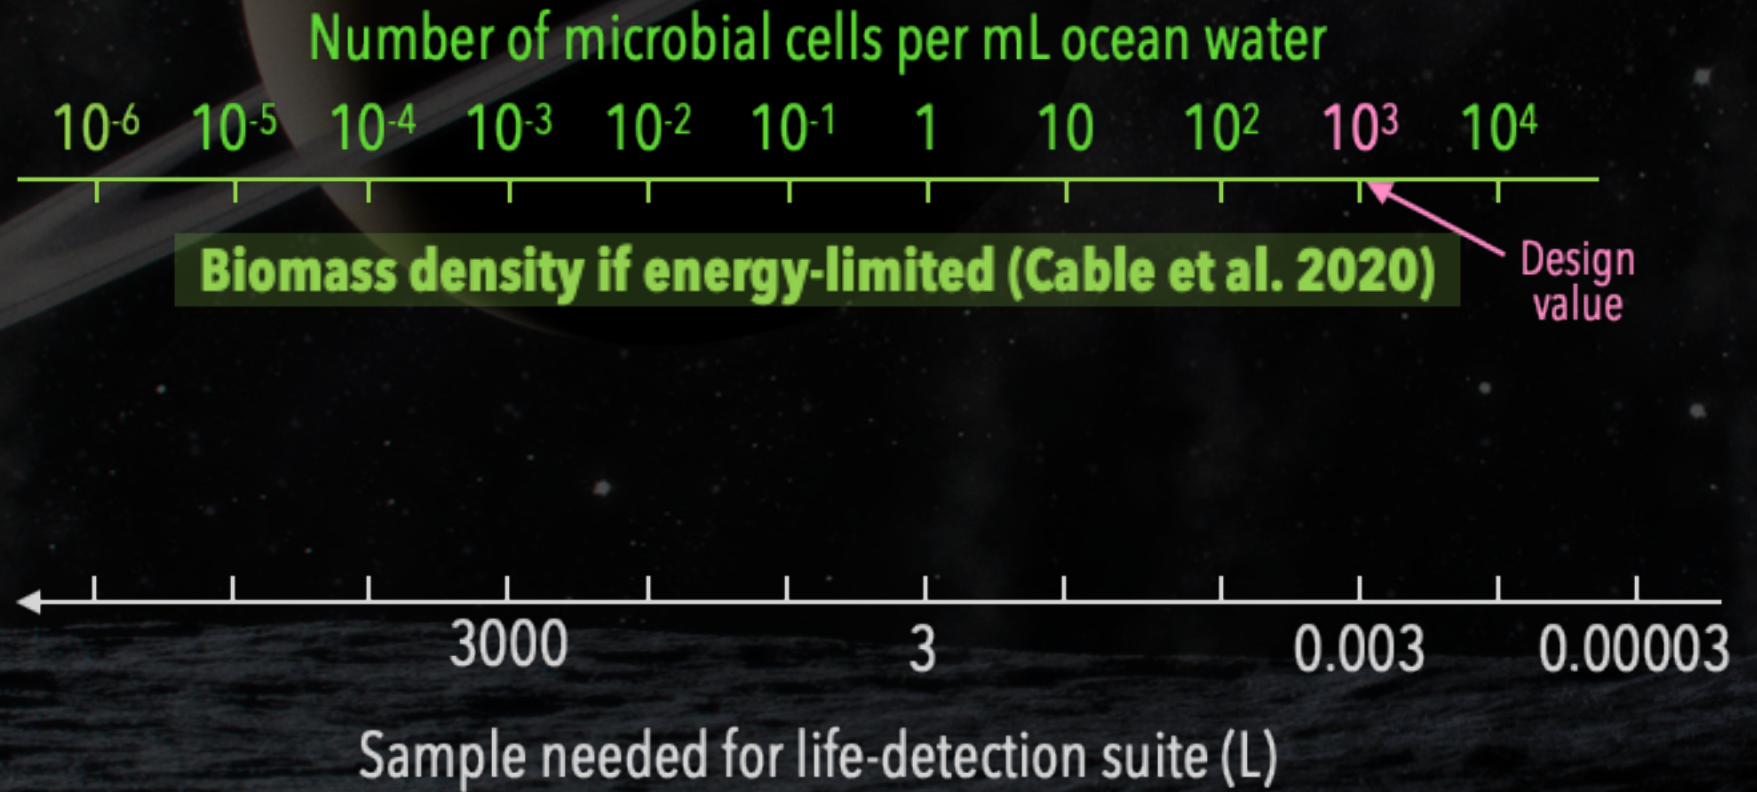 Number of microbial cells per mL ocean water
10⁻⁶ 10⁻⁵ 10⁻⁴ 10⁻³ 10⁻² 10⁻¹ 1 10 10² 10³ 10⁴
Biomass density if energy-limited (Cable et al. 2020)
Design
value
3000 3 0.003 0.00003
Sample needed for life-detection suite (L)